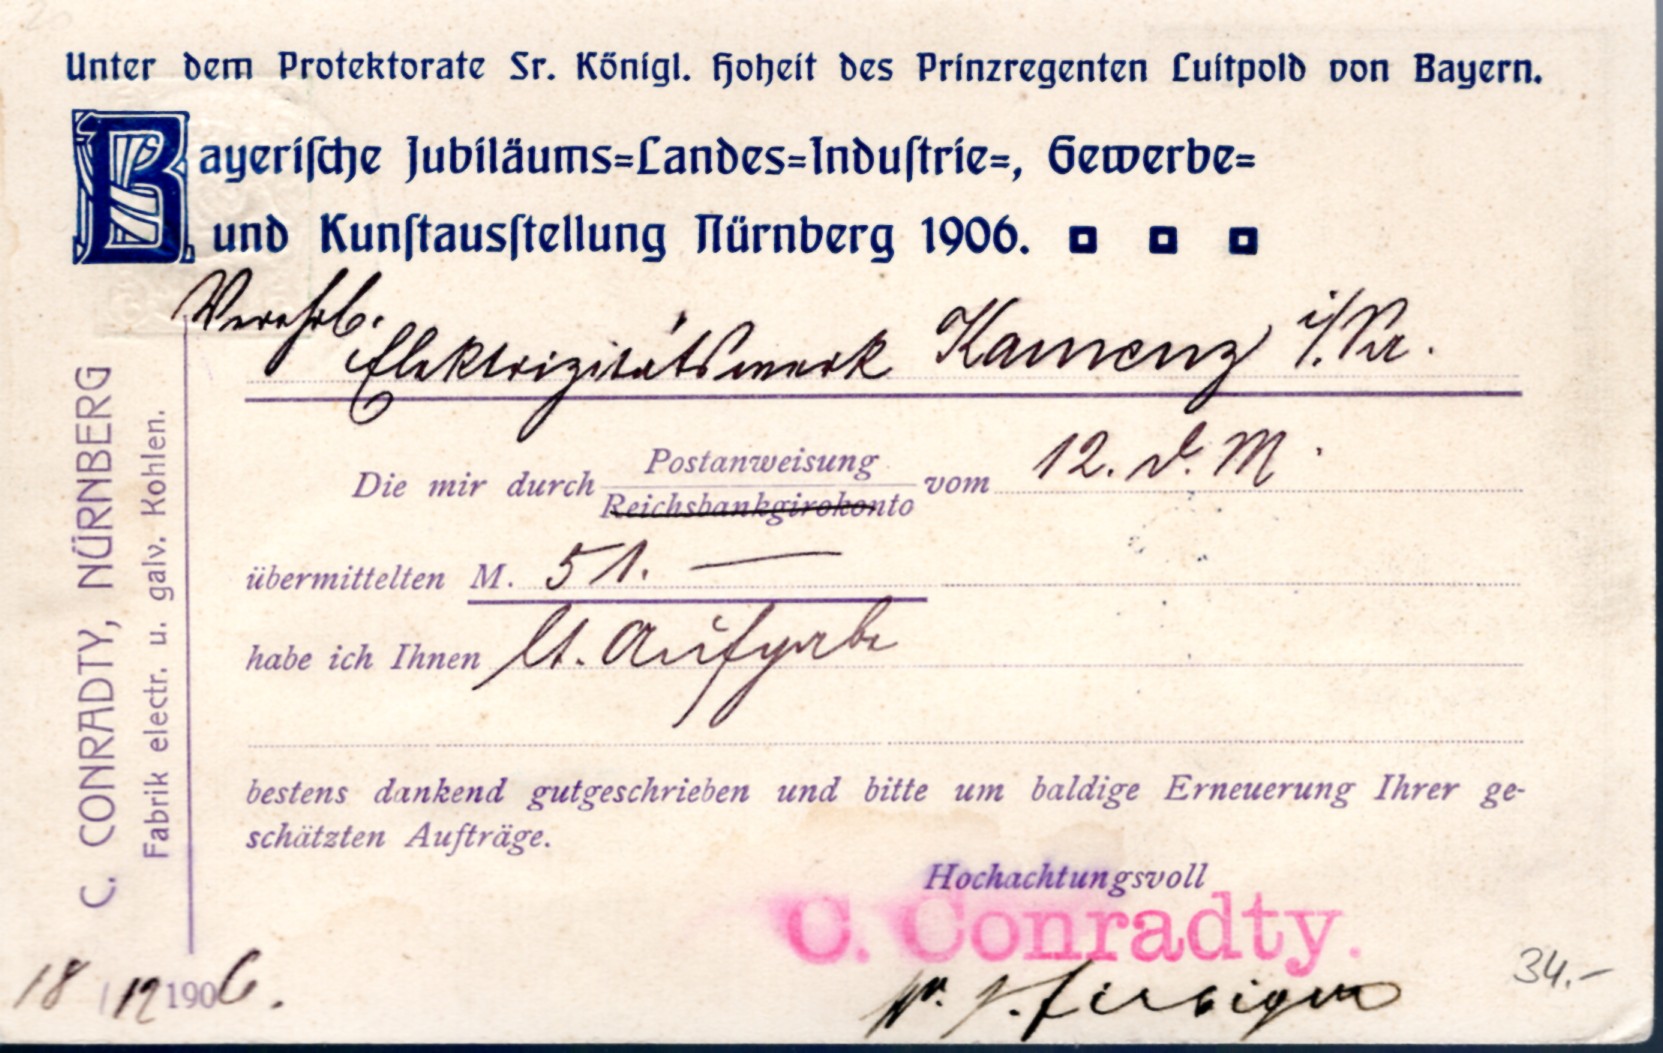 Unter dem Protektorate Sr. Königl. Hoheit des Prinzregenten Luitpold von Bayern.
Bayeriſche Jubiläums=Landes=Induſtrie=, Gewerbe=
und Kunſtausſtellung Nürnberg 1906.
Verehrl.
Elektrizitätswerk Kamenz i/
Die mir durch Postanweisung vom 12. d. M.
Reichsbankgirokonto
übermittelten M. 51. —
habe ich Ihnen lt. Aufgabe
bestens dankend gutgeschrieben und bitte um baldige Erneuerung Ihrer ge-
schätzten Aufträge.
Hochachtungsvoll
C. Conradty.
34.-
18 12 1906.
C. CONRADTY, NÜRNBERG
Fabrik electr. u. galv. Kohlen.